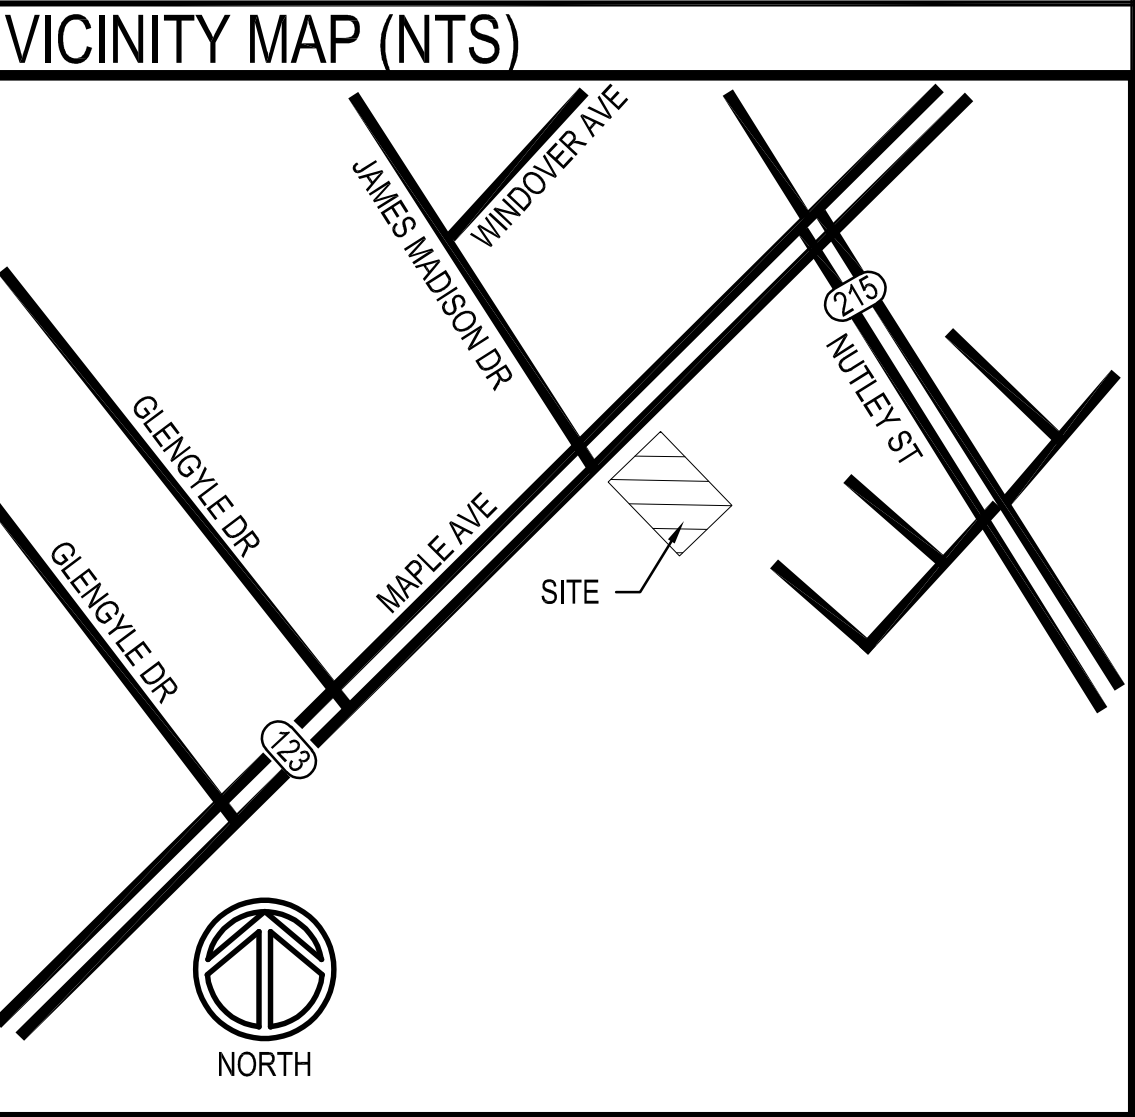 VICINITY MAP (NTS)
WINDOVER AVE
JAMES MADISON DR
215
NUTLEY ST
GLENGYLE DR
MAPLE AVE
GLENGYLE DR
SITE
123
NORTH